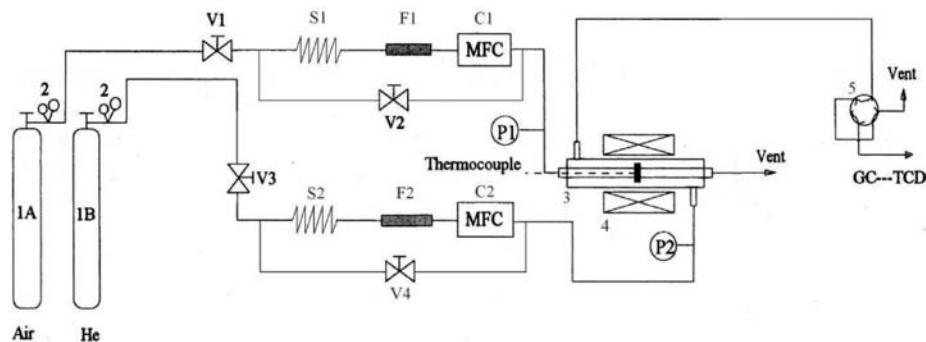 V1
S1
F1
C1
MFC
2
2
V2
P1
Vent
5
Thermocouple
Vent
V3
3
GC---TCD
S2
F2
C2
4
1A
1B
MFC
P2
V4
Air
He